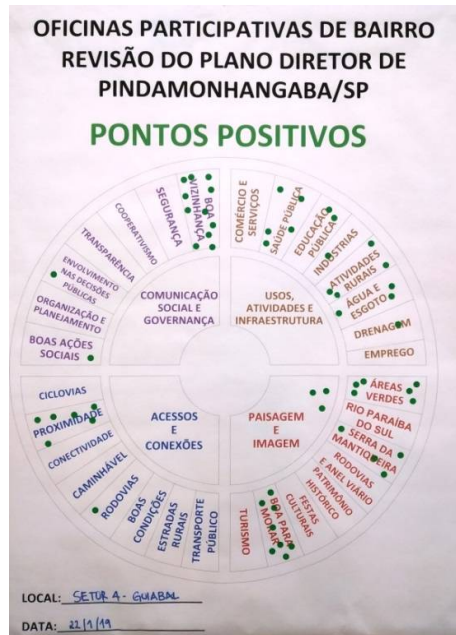 OFICINAS PARTICIPATIVAS DE BAIRRO
REVISÃO DO PLANO DIRETOR DE
PINDAMONHANGABA/SP
PONTOS POSITIVOS
BOAS AÇÕES
SOCIAIS
ORGANIZAÇÃO E
PLANEJAMENTO
ENVOLVIMENTO
NAS DECISÕES
PÚBLICAS
TRANSPARÊNCIA
COOPERATIVISMO
SEGURANÇA
BOA
VIZINHANÇA
COMUNICAÇÃO
SOCIAL E
GOVERNANÇA
COMÉRCIO E
SERVIÇOS
SAÚDE PÚBLICA
EDUCAÇÃO
PÚBLICA
INDÚSTRIAS
ATIVIDADES
RURAIS
ÁGUA E
ESGOTO
DRENAGEM
EMPREGO
USOS,
ATIVIDADES E
INFRAESTRUTURA
CICLOVIAS
PROXIMIDADE
CONECTIVIDADE
CAMINHÁVEL
RODOVIAS
BOAS
CONDIÇÕES
ESTRADAS
RURAIS
TRANSPORTE
PÚBLICO
ACESSOS
E
CONEXÕES
PAISAGEM
E
IMAGEM
ÁREAS
VERDES
RIO PARAÍBA
DO SUL
SERRA DA
MANTIQUEIRA
RODOVIAS
E ANEL VIÁRIO
PATRIMÔNIO
HISTÓRICO
FESTAS
CULTURAIS
BOA PARA
MORAR
TURISMO
LOCAL: SETOR A - GUIABAL
DATA: 22/1/19